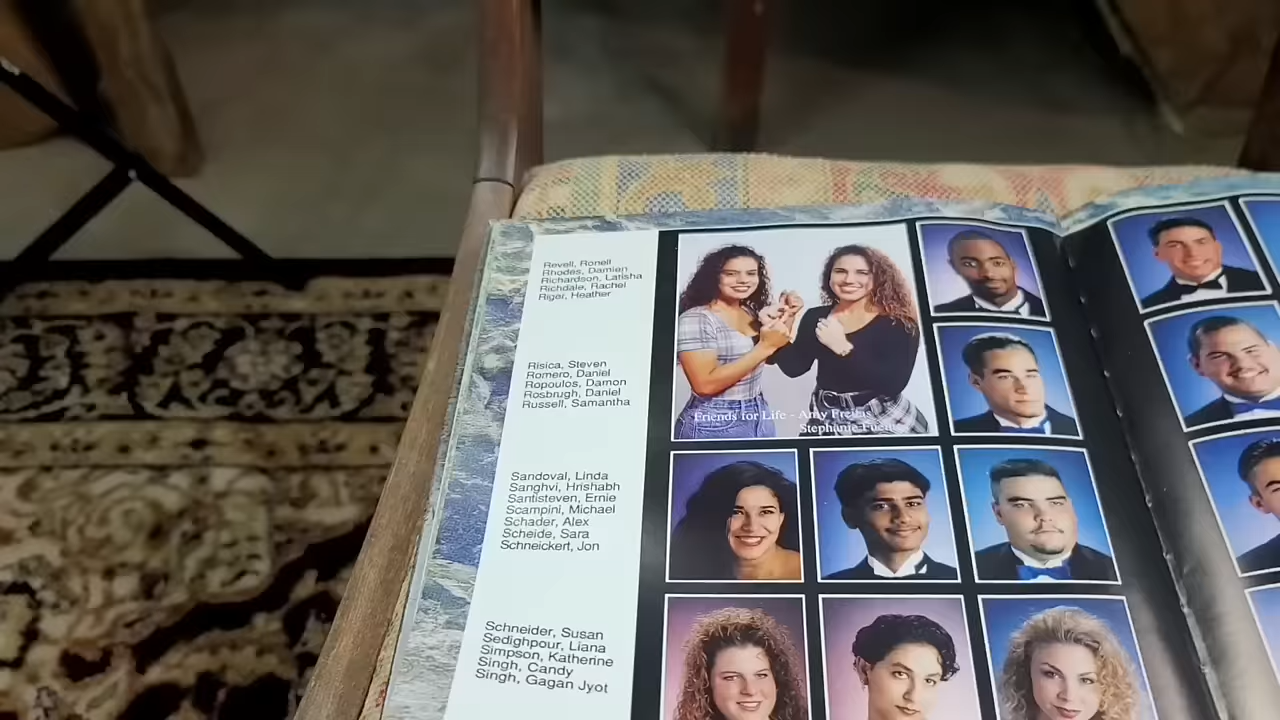 Revell, Ronell
Rhodes, Damien
Richardson, Latisha
Richdale, Rachel
Riger, Heather
Risica, Steven
Romero, Daniel
Ropoulos, Damon
Rosbrugh, Daniel
Russell, Samantha
Sandoval, Linda
Sanghvi, Hrishabh
Santisteven, Ernie
Scampini, Michael
Schader, Alex
Scheide, Sara
Schneickert, Jon
Schneider, Susan
Sedighpour, Liana
Simpson, Katherine
Singh, Candy
Singh, Gagan Jyot
Friends for Life - Amy Freitas
Stephanie